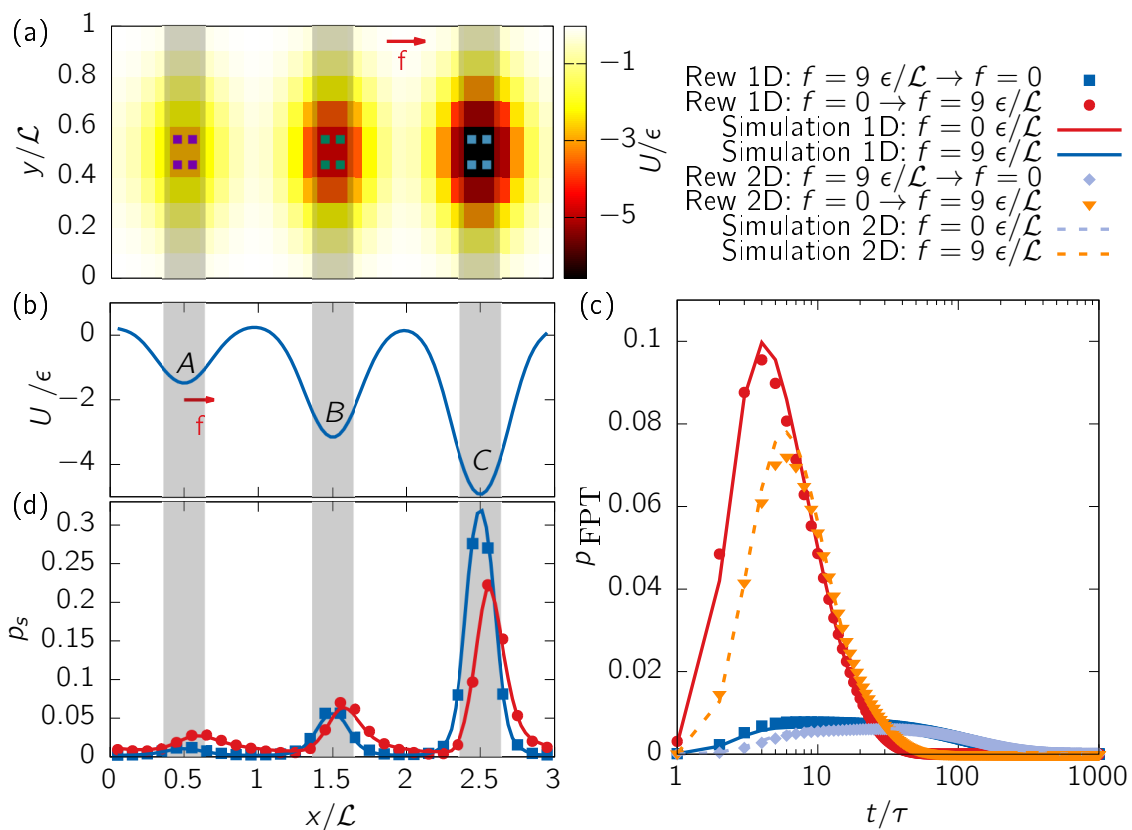 (a)
1
0.8
0.6
0.4
0.2
0
y/ℒ
f
−1
−3
−5
U/ϵ
Rew 1D: f = 9 ϵ/ℒ → f = 0
Rew 1D: f = 0 → f = 9 ϵ/ℒ
Simulation 1D: f = 0 ϵ/ℒ
Simulation 1D: f = 9 ϵ/ℒ
Rew 2D: f = 9 ϵ/ℒ → f = 0
Rew 2D: f = 0 → f = 9 ϵ/ℒ
Simulation 2D: f = 0 ϵ/ℒ
Simulation 2D: f = 9 ϵ/ℒ
(b)
0
−2
−4
U /ϵ
A
B
C
f
(d)
0.3
0.25
0.2
0.15
0.1
0.05
0
p_s
0 0.5 1 1.5 2 2.5 3
x/ℒ
(c)
0.1
0.08
0.06
0.04
0.02
0
p_FPT
1 10 100 1000
t/τ